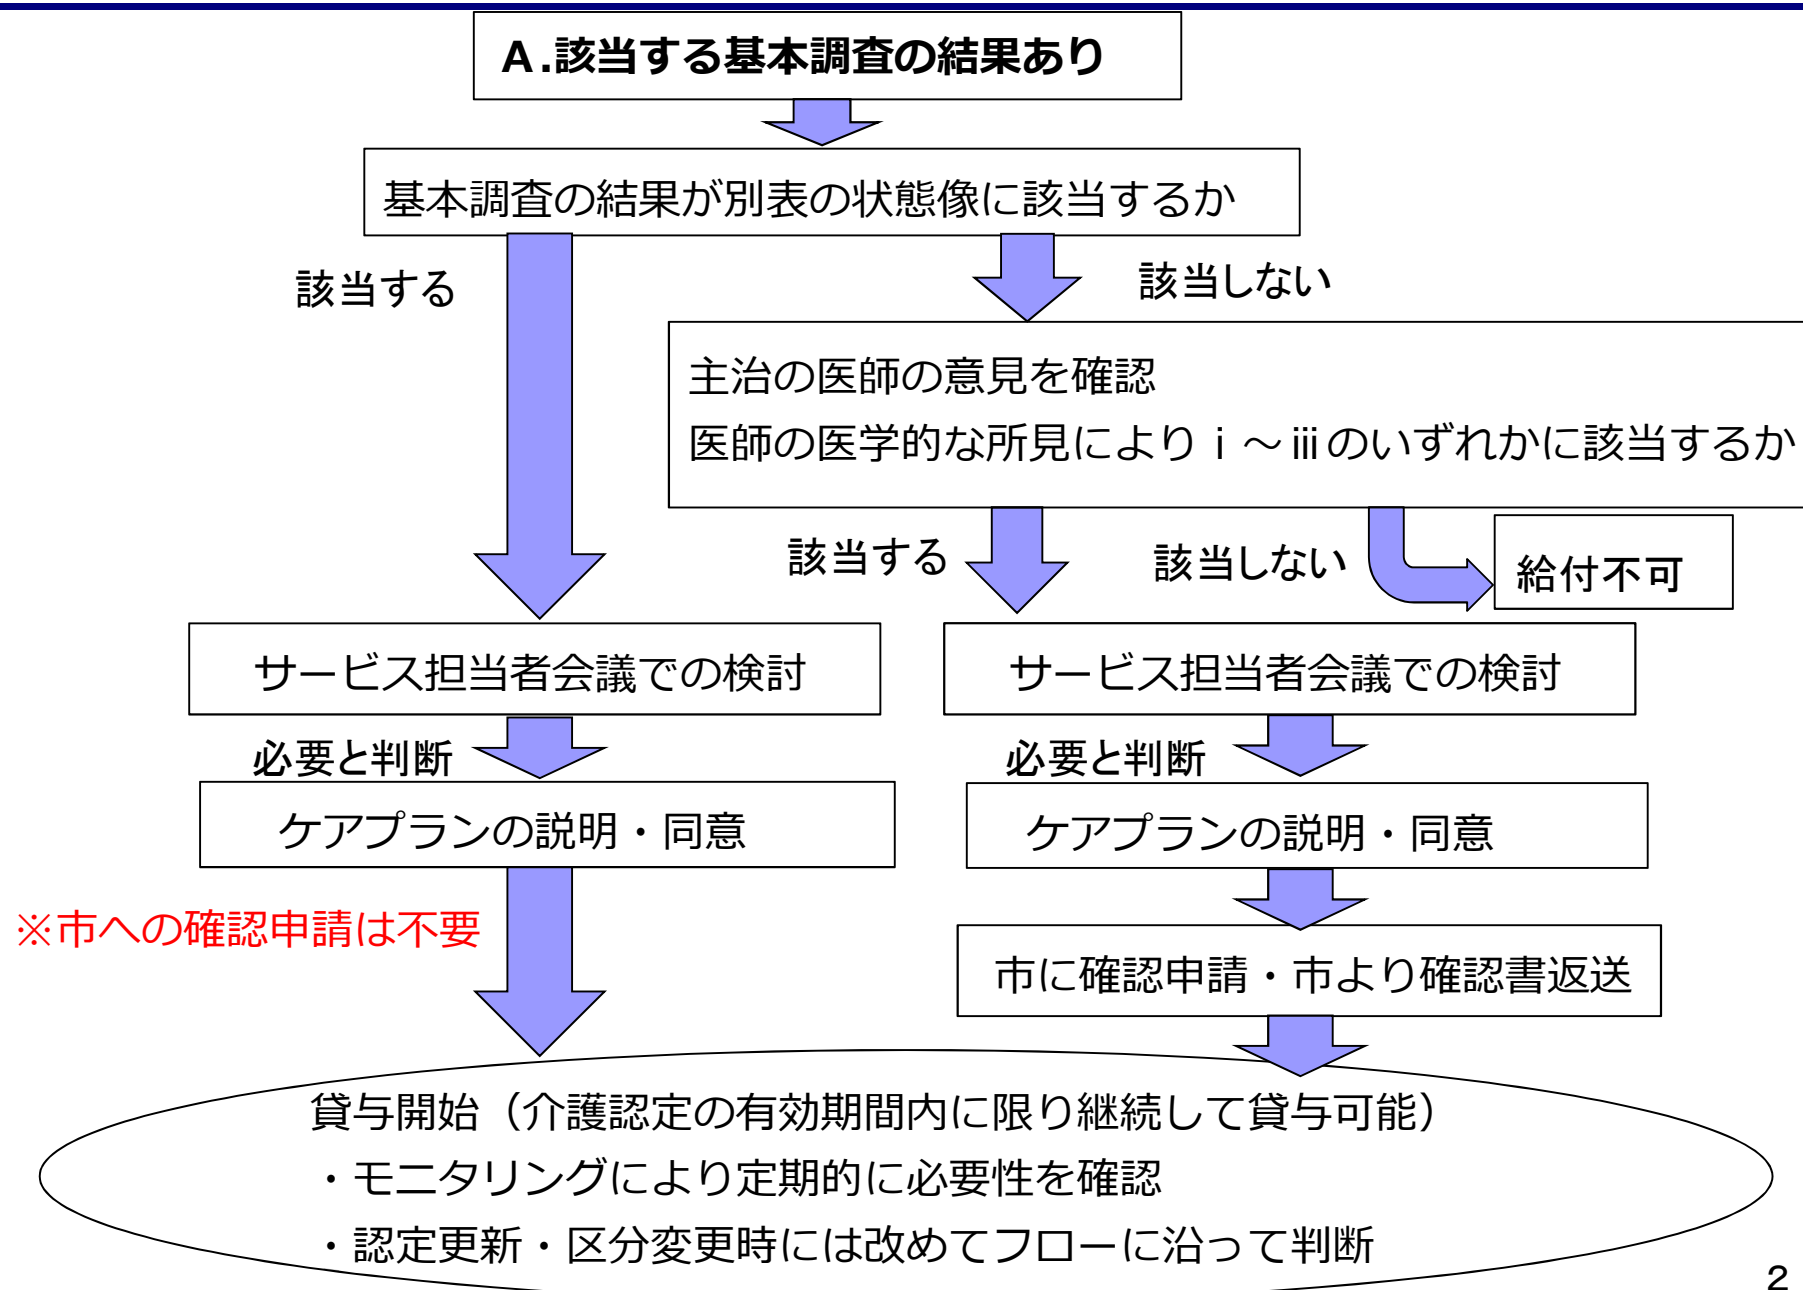 A.該当する基本調査の結果あり
基本調査の結果が別表の状態像に該当するか
該当する
該当しない
主治の医師の意見を確認
医師の医学的な所見によりⅰ～ⅲのいずれかに該当するか
該当する
該当しない
給付不可
サービス担当者会議での検討
サービス担当者会議での検討
必要と判断
必要と判断
ケアプランの説明・同意
ケアプランの説明・同意
※市への確認申請は不要
市に確認申請・市より確認書返送
貸与開始（介護認定の有効期間内に限り継続して貸与可能）
・モニタリングにより定期的に必要性を確認
・認定更新・区分変更時には改めてフローに沿って判断
2